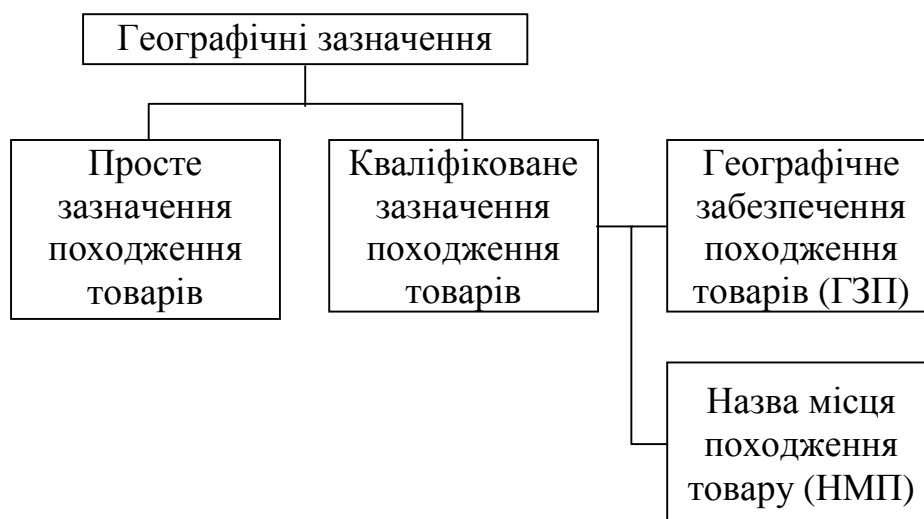 Географічні зазначення
Просте
зазначення
походження
товарів
Кваліфіковане
зазначення
походження
товарів
Географічне
забезпечення
походження
товарів (ГЗП)
Назва місця
походження
товару (НМП)